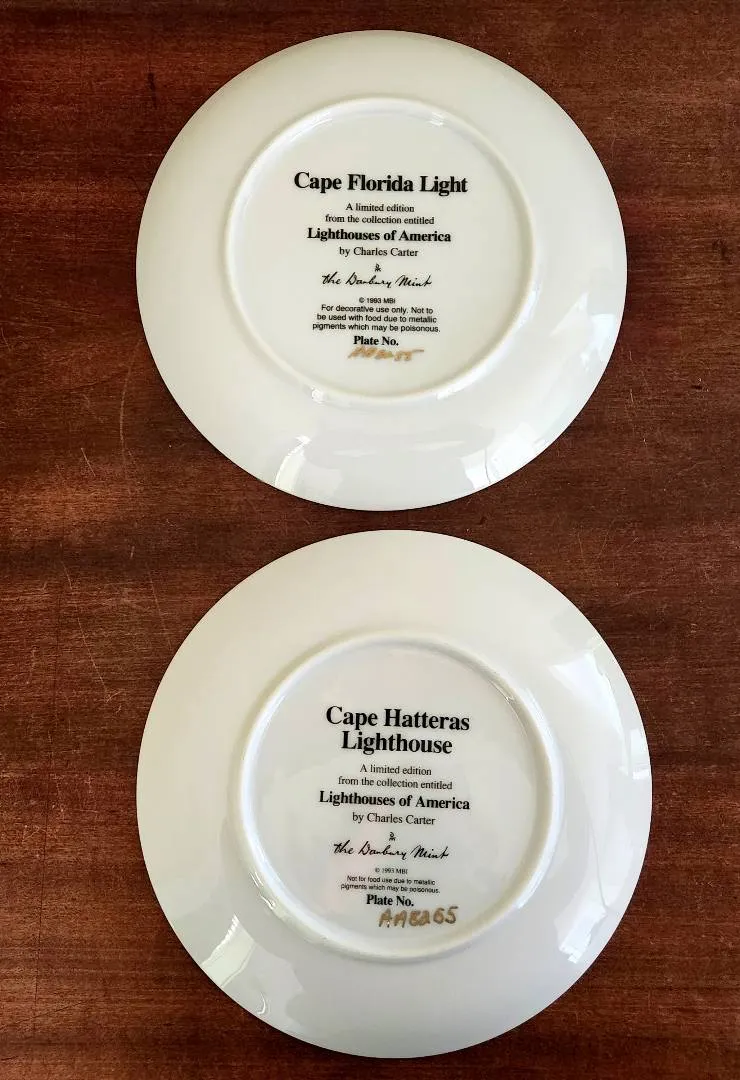 Cape Florida Light
A limited edition
from the collection entitled
Lighthouses of America
by Charles Carter
the Danbury Mint
© 1993 MBI
For decorative use only. Not to
be used with food due to metallic
pigments which may be poisonous.
Plate No.
Cape Hatteras
Lighthouse
A limited edition
from the collection entitled
Lighthouses of America
by Charles Carter
the Danbury Mint
© 1993 MBI
Not for food use due to metallic
pigments which may be poisonous.
Plate No.